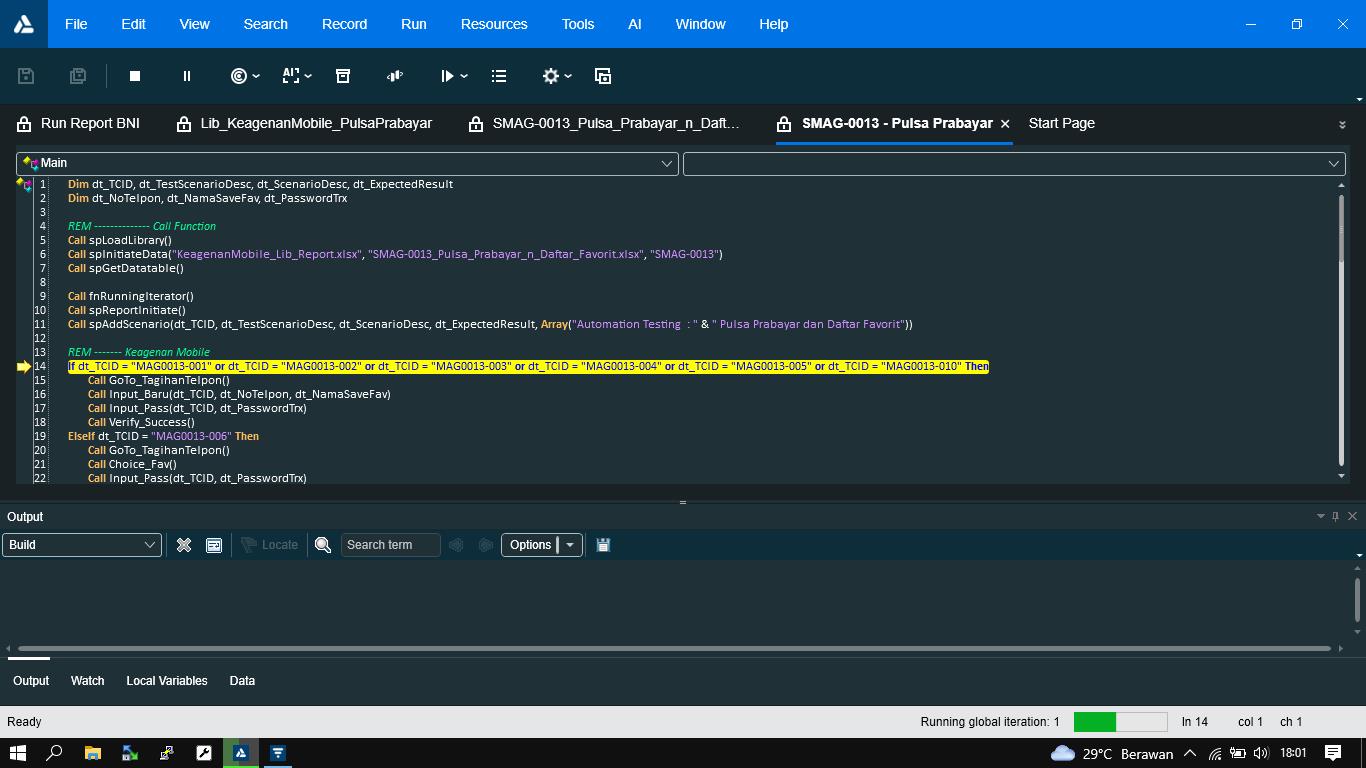 File Edit View Search Record Run Resources Tools AI Window Help
AI
Run Report BNI Lib_KeagenanMobile_PulsaPrabayar SMAG-0013_Pulsa_Prabayar_n_Daft... SMAG-0013 - Pulsa Prabayar Start Page
Main
1 Dim dt_TCID, dt_TestScenarioDesc, dt_ScenarioDesc, dt_ExpectedResult
2 Dim dt_NoTelpon, dt_NamaSaveFav, dt_PasswordTrx
3
4 REM -------------- Call Function
5 Call spLoadLibrary()
6 Call spInitiateData("KeagenanMobile_Lib_Report.xlsx", "SMAG-0013_Pulsa_Prabayar_n_Daftar_Favorit.xlsx", "SMAG-0013")
7 Call spGetDatatable()
8
9 Call fnRunningIterator()
10 Call spReportInitiate()
11 Call spAddScenario(dt_TCID, dt_TestScenarioDesc, dt_ScenarioDesc, dt_ExpectedResult, Array("Automation Testing : " & " Pulsa Prabayar dan Daftar Favorit"))
12
13 REM ------- Keagenan Mobile
14 If dt_TCID = "MAG0013-001" or dt_TCID = "MAG0013-002" or dt_TCID = "MAG0013-003" or dt_TCID = "MAG0013-004" or dt_TCID = "MAG0013-005" or dt_TCID = "MAG0013-010" Then
15 Call GoTo_TagihanTelpon()
16 Call Input_Baru(dt_TCID, dt_NoTelpon, dt_NamaSaveFav)
17 Call Input_Pass(dt_TCID, dt_PasswordTrx)
18 Call Verify_Success()
19 ElseIf dt_TCID = "MAG0013-006" Then
20 Call GoTo_TagihanTelpon()
21 Call Choice_Fav()
22 Call Input_Pass(dt_TCID, dt_PasswordTrx)
Output
Build Locate Search term Options
Output Watch Local Variables Data
Ready Running global iteration: 1 ln 14 col 1 ch 1
29°C Berawan 18:01